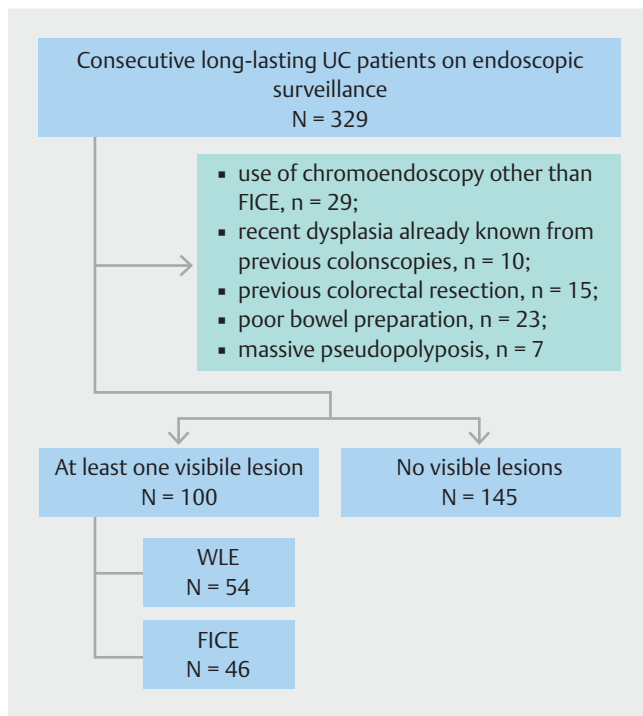 Consecutive long-lasting UC patients on endoscopic
surveillance
N = 329
▪ use of chromoendoscopy other than
FICE, n = 29;
▪ recent dysplasia already known from
previous colonscopies, n = 10;
▪ previous colorectal resection, n = 15;
▪ poor bowel preparation, n = 23;
▪ massive pseudopolyposis, n = 7
At least one visibile lesion
N = 100
No visible lesions
N = 145
WLE
N = 54
FICE
N = 46